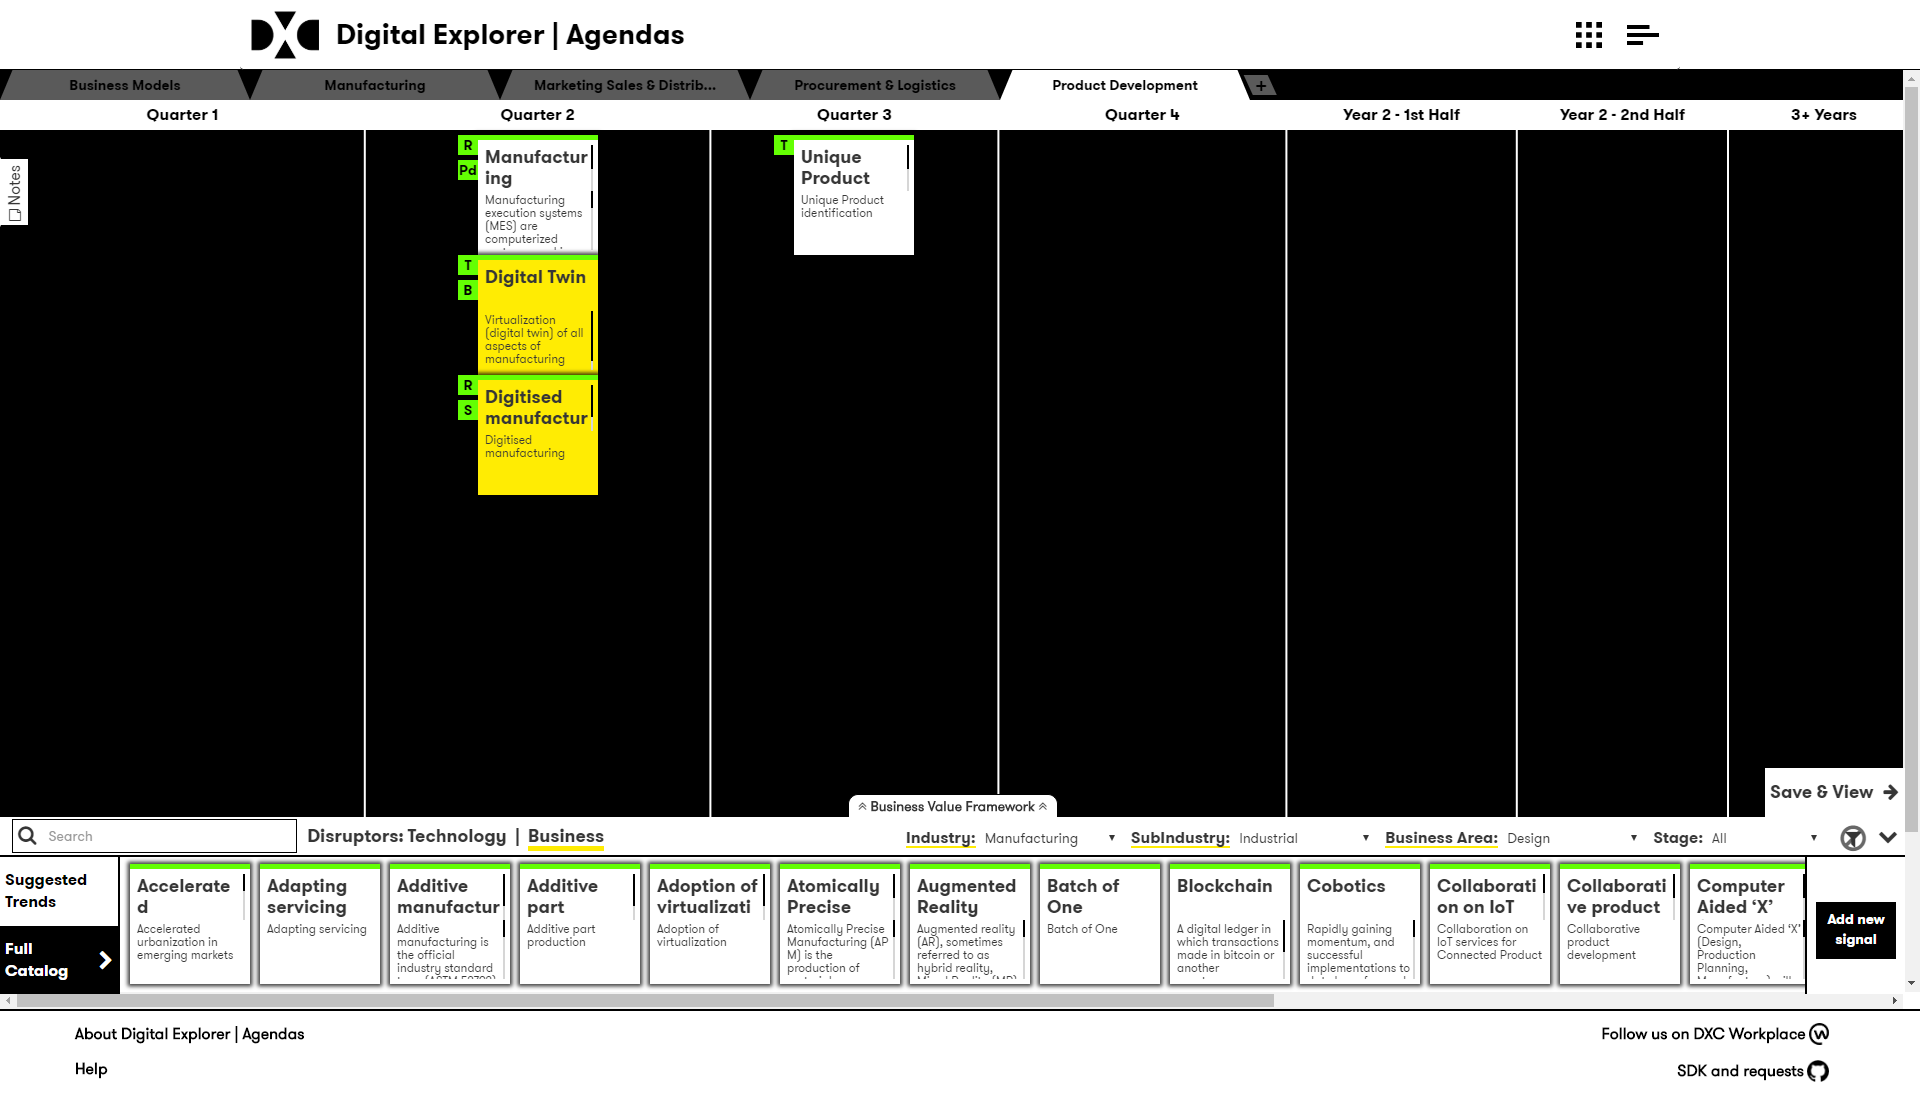 DXC Digital Explorer | Agendas
Business Models
Manufacturing
Marketing Sales & Distrib...
Procurement & Logistics
Product Development
+
Quarter 1
Quarter 2
Quarter 3
Quarter 4
Year 2 - 1st Half
Year 2 - 2nd Half
3+ Years
Notes
R
Pd
Manufactur
ing
Manufacturing
execution systems
(MES) are
computerized
T
B
Digital Twin
Virtualization
(digital twin) of all
aspects of
manufacturing
R
S
Digitised
manufactur
Digitised
manufacturing
T
Unique
Product
Unique Product
identification
Save & View
Business Value Framework
Search
Disruptors: Technology | Business
Industry: Manufacturing
SubIndustry: Industrial
Business Area: Design
Stage: All
Suggested
Trends
Full
Catalog
Accelerate
d
Accelerated
urbanization in
emerging markets
Adapting
servicing
Adapting servicing
Additive
manufactur
Additive
manufacturing is
the official
industry standard
Additive
part
Additive part
production
Adoption of
virtualizati
Adoption of
virtualization
Atomically
Precise
Atomically Precise
Manufacturing (AP
M) is the
production of
Augmented
Reality
Augmented reality
(AR), sometimes
referred to as
hybrid reality,
Batch of
One
Batch of One
Blockchain
A digital ledger in
which transactions
made in bitcoin or
another
Cobotics
Rapidly gaining
momentum, and
successful
implementations to
Collaborati
on on IoT
Collaboration on
IoT services for
Connected Product
Collaborati
ve product
Collaborative
product
development
Computer
Aided ‘X’
Computer Aided ‘X’
(Design,
Production
Planning,
Add new
signal
About Digital Explorer | Agendas
Help
Follow us on DXC Workplace
SDK and requests